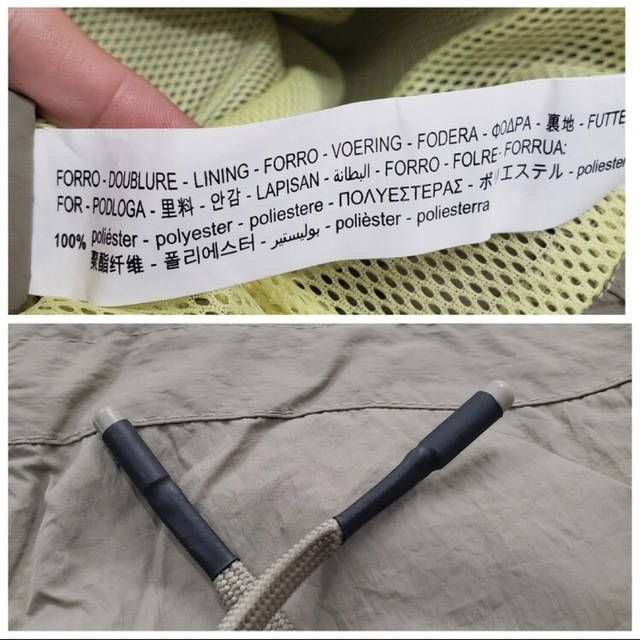 FORRO - DOUBLURE - LINING - FORRO - VOERING - FODERA - ΦΟΔΡΑ - 裏地 - FUTTE
FOR - PODLOGA - 里料 - 안감 - LAPISAN - البطانة - FORRO - FOLRE - FORRUA:
100% poliéster - polyester - poliestere - ΠΟΛΥΕΣΤΕΡΑΣ - ポリエステル - poliester
聚酯纤维 - 폴리에스터 - بوليستير - polièster - poliesterra